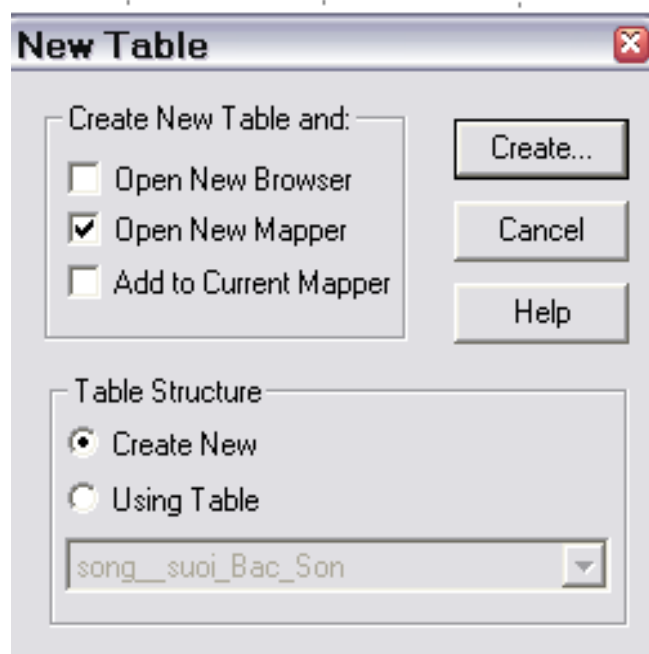 New Table
Create New Table and:
Open New Browser
Open New Mapper
Add to Current Mapper
Create...
Cancel
Help
Table Structure
Create New
Using Table
song__suoi_Bac_Son